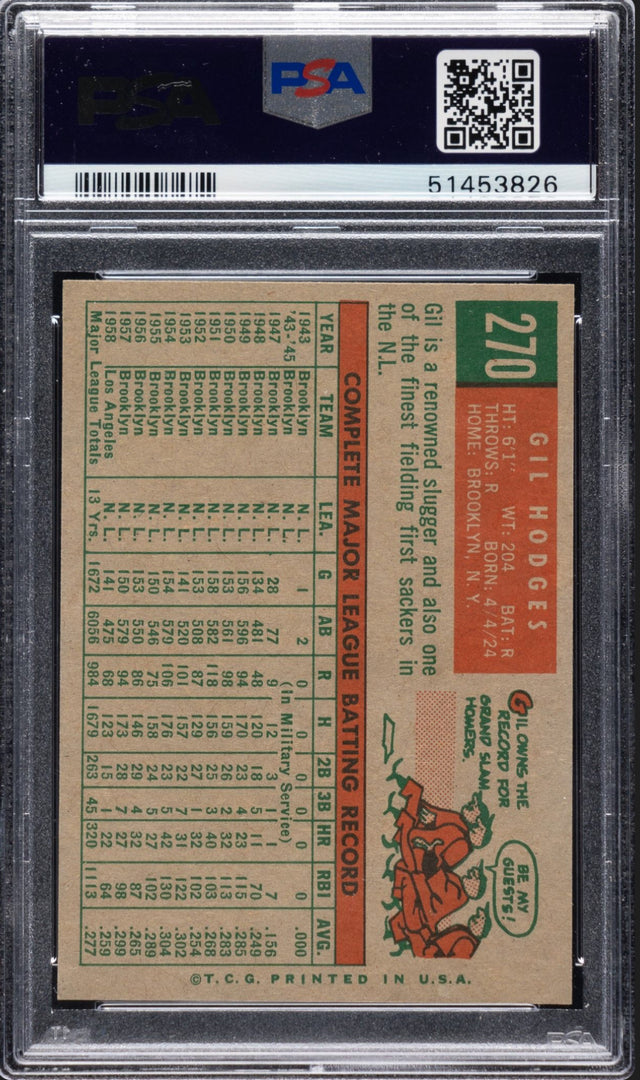 PSA
PSA
51453826
270
GIL HODGES
HT: 6'1" WT: 204 BAT: R
THROWS: R BORN: 4/4/24
HOME: BROOKLYN, N. Y.
Gil is a renowned slugger and also one
of the finest fielding first sackers in
the N.L.
GIL OWNS THE
RECORD FOR
GRAND SLAM
HOMERS.
BE MY
GUESTS!
COMPLETE MAJOR LEAGUE BATTING RECORD
YEAR TEAM LEA. G AB R H 2B 3B HR RBI AVG.
1943 Brooklyn N. L. 1 2 0 0 0 0 0 0 .000
'43-'45 (In Military Service)
1947 Brooklyn N. L. 28 77 9 12 3 1 1 7 .156
1948 Brooklyn N. L. 134 481 48 120 18 5 11 70 .249
1949 Brooklyn N. L. 156 596 94 170 23 4 23 115 .285
1950 Brooklyn N. L. 153 561 98 159 26 2 32 113 .283
1951 Brooklyn N. L. 158 582 118 156 25 3 40 103 .268
1952 Brooklyn N. L. 153 508 87 129 27 1 32 102 .254
1953 Brooklyn N. L. 141 520 101 157 22 7 31 122 .302
1954 Brooklyn N. L. 154 579 106 176 23 5 42 130 .304
1955 Brooklyn N. L. 150 546 75 158 24 5 27 102 .289
1956 Brooklyn N. L. 153 550 86 146 29 4 32 87 .265
1957 Brooklyn N. L. 150 579 94 173 28 7 27 98 .299
1958 Los Angeles N. L. 141 475 68 123 15 1 22 64 .259
Major League Totals 13 Yrs. 1672 6056 984 1679 263 45 320 1113 .277
©T. C. G. PRINTED IN U.S.A.
PSA